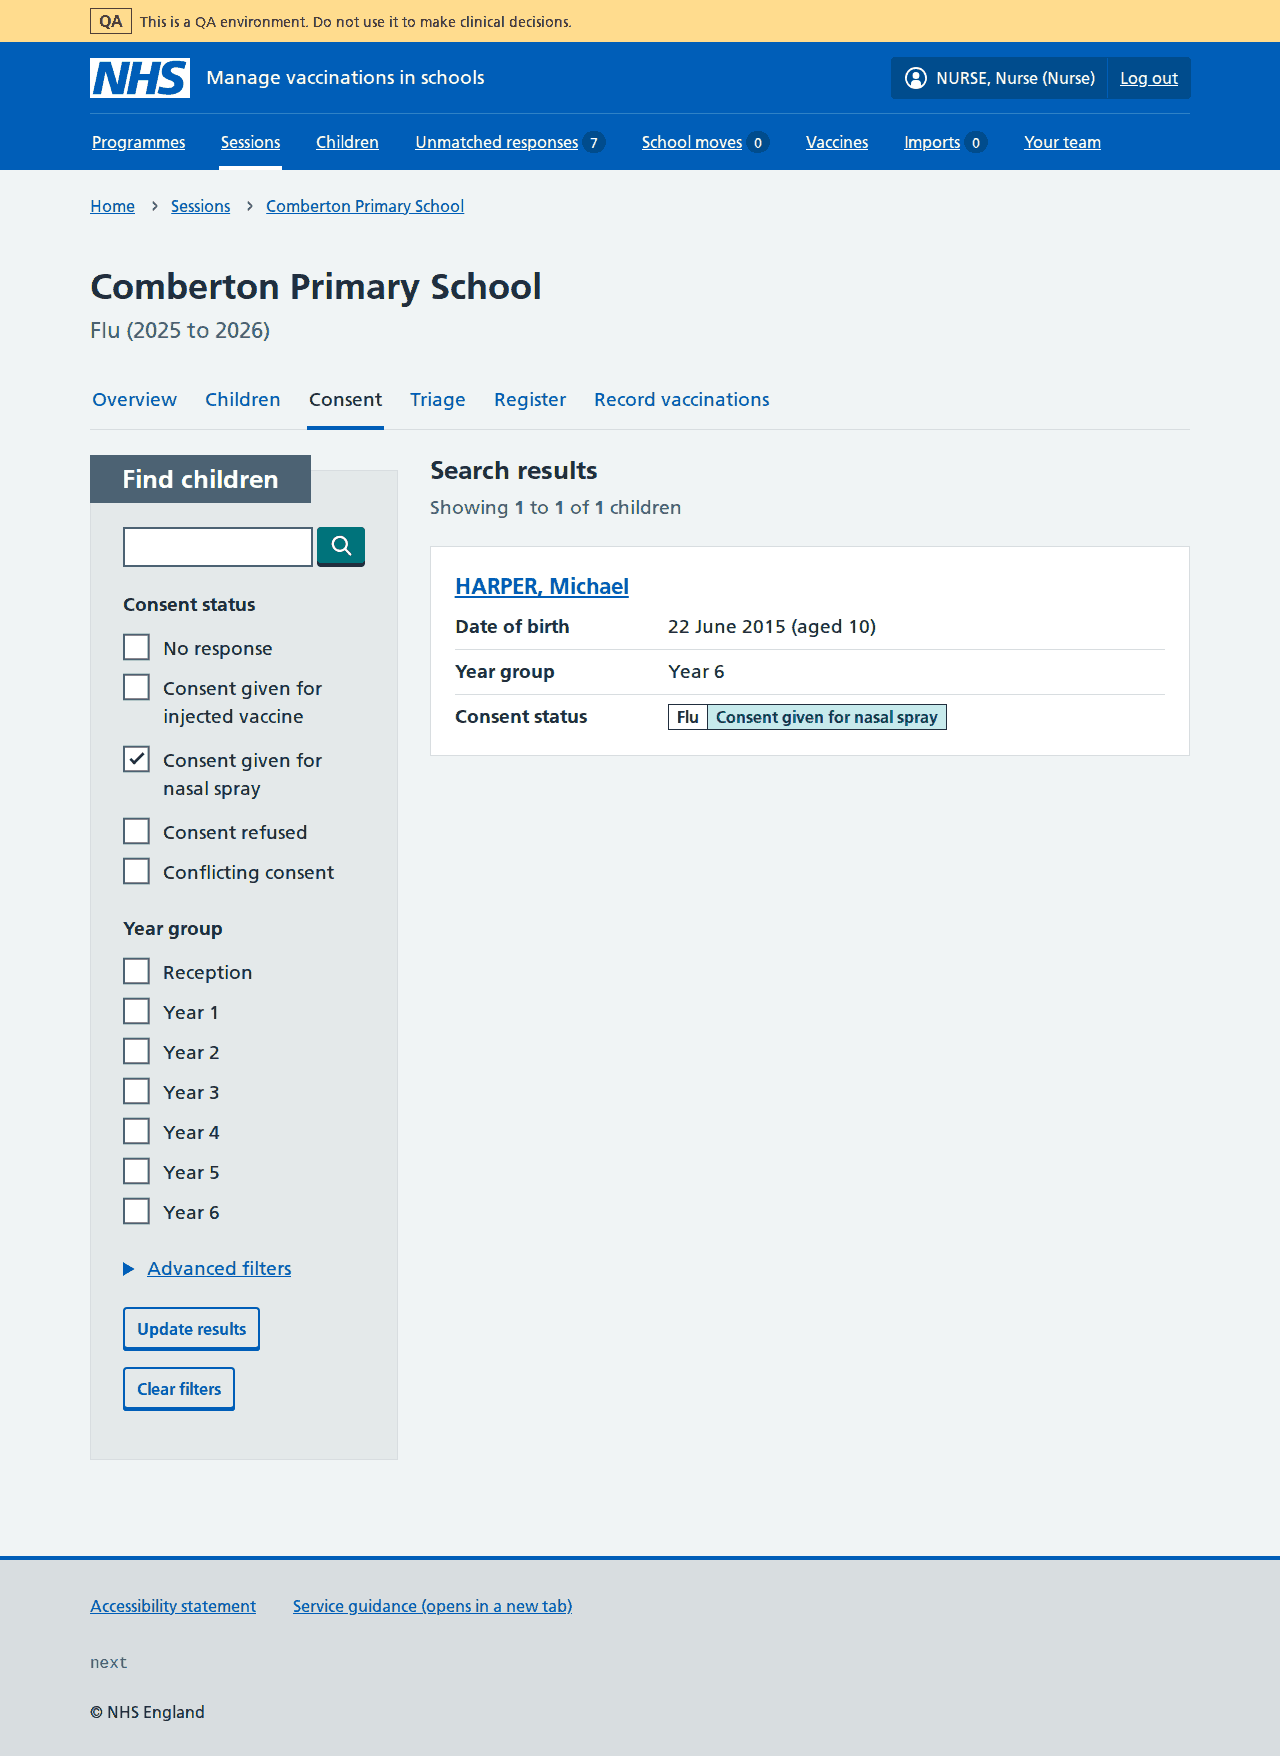 QA This is a QA environment. Do not use it to make clinical decisions.
NHS Manage vaccinations in schools NURSE, Nurse (Nurse) Log out
Programmes Sessions Children Unmatched responses 7 School moves 0 Vaccines Imports 0 Your team
Home Sessions Comberton Primary School
Comberton Primary School
Flu (2025 to 2026)
Overview Children Consent Triage Register Record vaccinations
Find children
Consent status
No response
Consent given for
injected vaccine
Consent given for
nasal spray
Consent refused
Conflicting consent
Year group
Reception
Year 1
Year 2
Year 3
Year 4
Year 5
Year 6
Advanced filters
Update results
Clear filters
Search results
Showing 1 to 1 of 1 children
HARPER, Michael
Date of birth 22 June 2015 (aged 10)
Year group Year 6
Consent status Flu Consent given for nasal spray
Accessibility statement Service guidance (opens in a new tab)
next
© NHS England